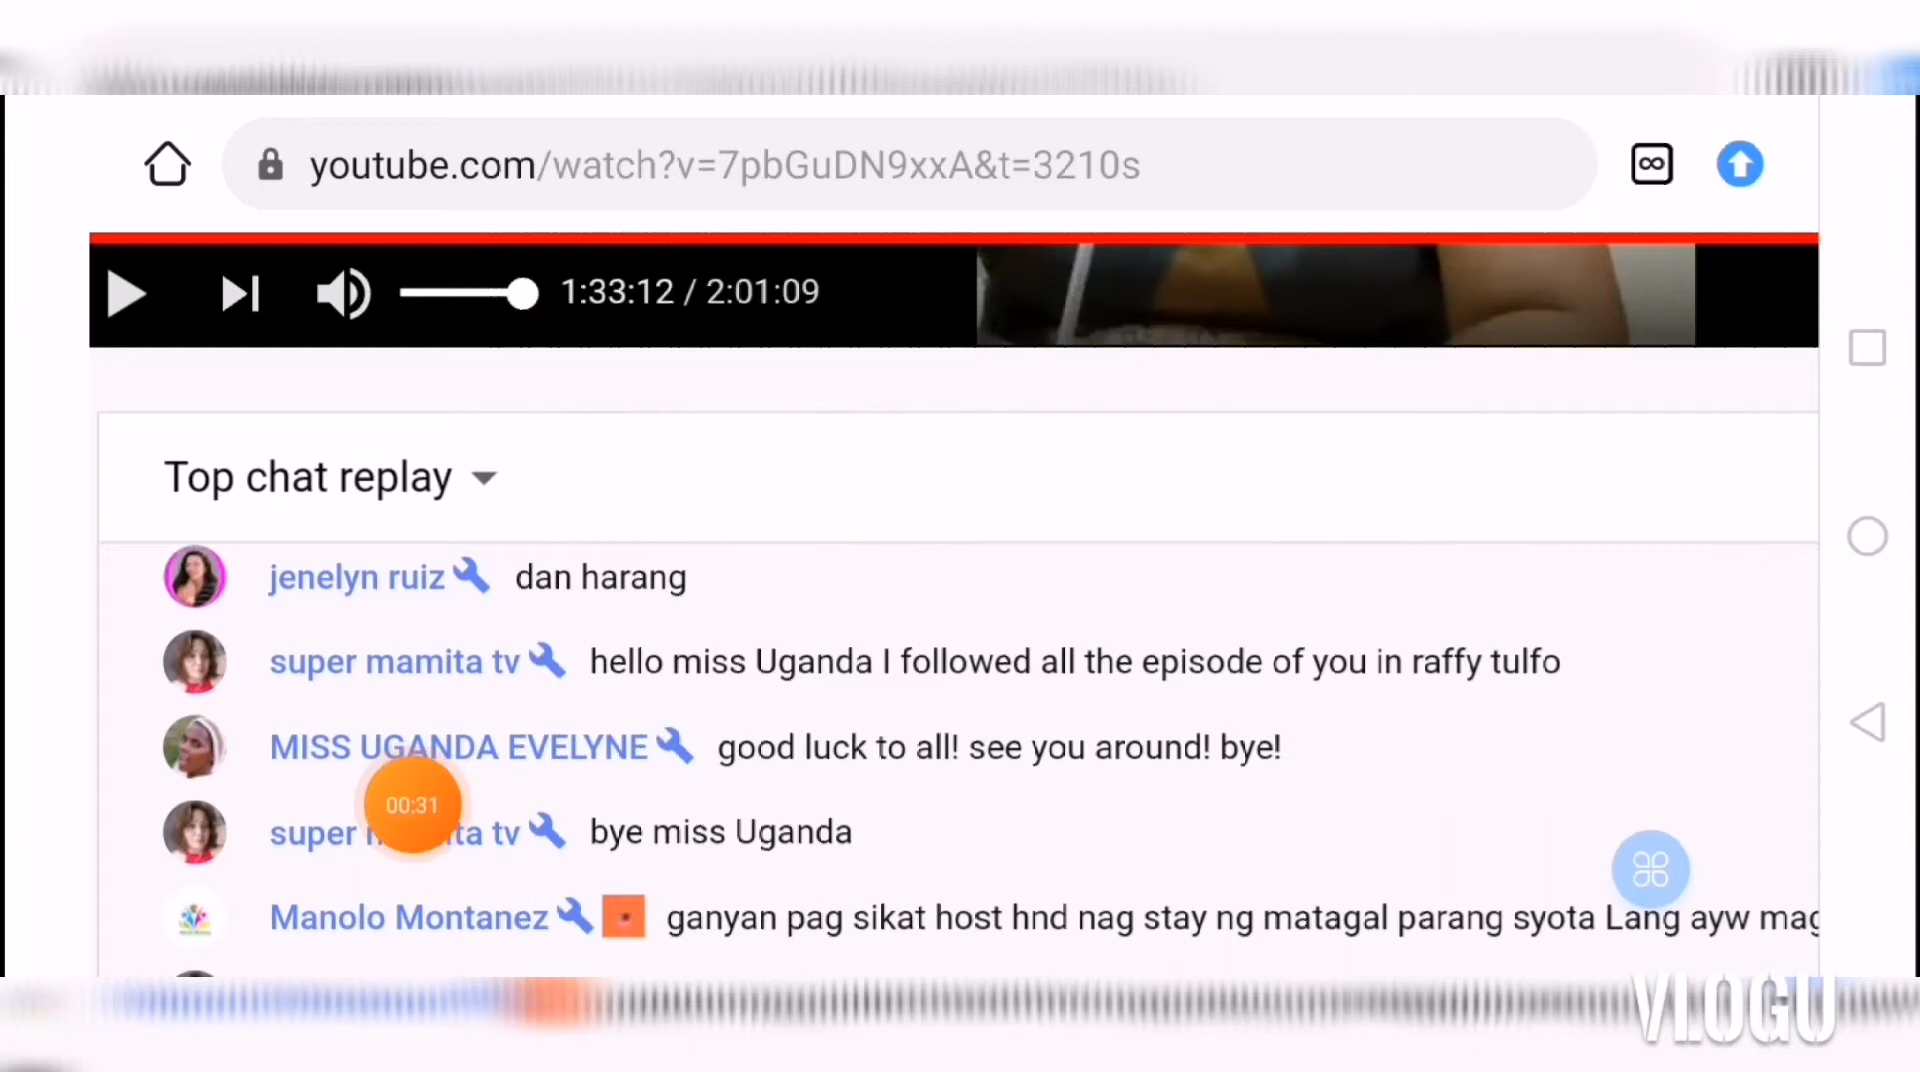 youtube.com/watch?v=7pbGuDN9xxA&t=3210s
1:33:12 / 2:01:09
Top chat replay
jenelyn ruiz dan harang
super mamita tv hello miss Uganda I followed all the episode of you in raffy tulfo
MISS UGANDA EVELYNE good luck to all! see you around! bye!
00:31
super ta tv bye miss Uganda
Manolo Montanez ganyan pag sikat host hnd nag stay ng matagal parang syota Lang ayw
VLOGU